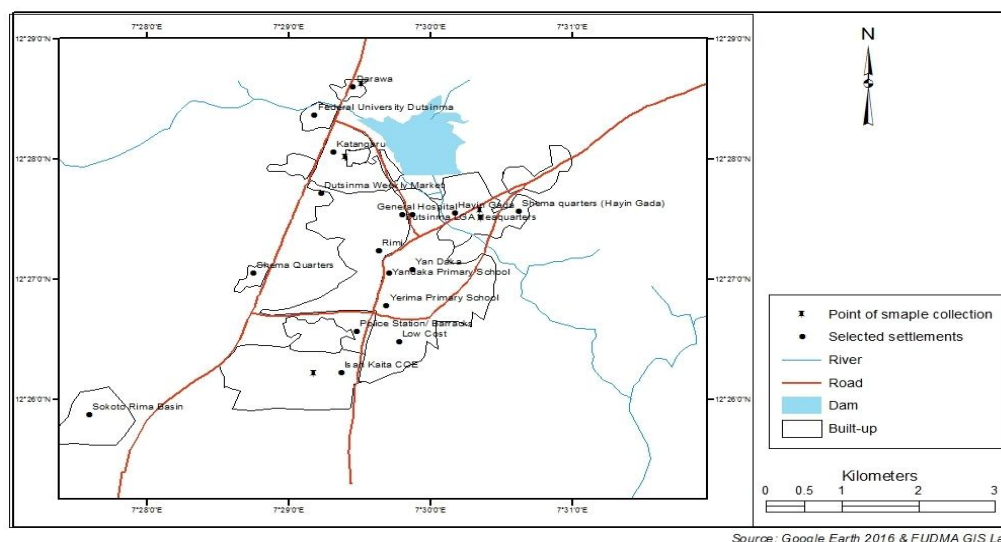 7°28'0"E 7°29'0"E 7°30'0"E 7°31'0"E
12°29'0"N 12°29'0"N
Darawa
Federal University Dutsinma
12°28'0"N 12°28'0"N
Katangaru
Dutsinma Weekly Market
General Hospital Hayin Gada Shema quarters (Hayin Gada)
Dutsinma LGA Headquarters
Rimi
Shema Quarters Yan Daka
12°27'0"N 12°27'0"N
Yandaka Primary School
Yerima Primary School
Police Station/ Barracks
Low Cost
Isah Kaita COE
12°26'0"N 12°26'0"N
Sokoto Rima Basin
7°28'0"E 7°29'0"E 7°30'0"E 7°31'0"E
N
Point of smaple collection
Selected settlements
River
Road
Dam
Built-up
Kilometers
0 0.5 1 2 3
Source: Google Earth 2016 & FUDMA GIS La